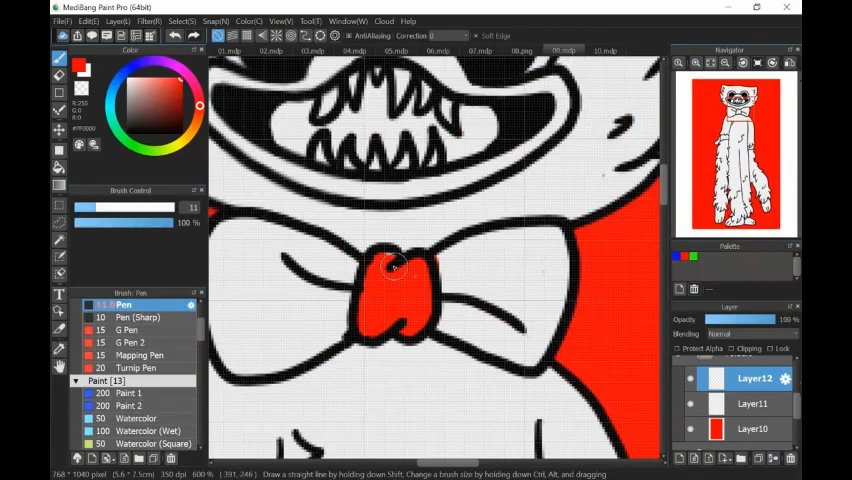 MediBang Paint Pro (64bit)
File(F) Edit(E) Layer(L) Filter(R) Select(S) Snap(N) Color(C) View(V) Tool(T) Window(W) Cloud Help
AntiAliasing Correction 0 Soft Edge
Color
01.mdp 02.mdp 03.mdp 04.mdp 05.mdp 06.mdp 07.mdp 08.png 09.mdp 10.mdp
Navigator
R:255
G:0
B:0
#FF0000
Brush Control
11
100 %
Palette
---
Brush: Pen
11.0 Pen
10 Pen (Sharp)
15 G Pen
15 G Pen 2
15 Mapping Pen
20 Turnip Pen
Paint [13]
200 Paint 1
200 Paint 2
50 Watercolor
100 Watercolor (Wet)
50 Watercolor (Square)
Layer
Opacity 100 %
Blending Normal
Protect Alpha Clipping Lock
Layer12
Layer11
Layer10
768 * 1040 pixel (5.6 * 7.5cm) 350 dpi 600 % ( 391, 246 ) Draw a straight line by holding down Shift, Change a brush size by holding down Ctrl, Alt, and dragging